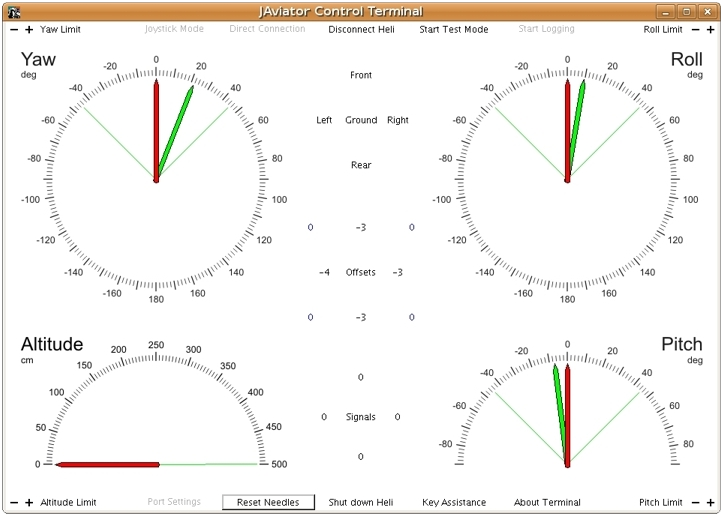 JAviator Control Terminal
− + Yaw Limit Joystick Mode Direct Connection Disconnect Heli Start Test Mode Start Logging Roll Limit − +
Yaw
deg
0
-20 20
-40 40
-60 60
-80 80
-100 100
-120 120
-140 140
-160 160
180
Front
Left Ground Right
Rear
0 -3 0
-4 Offsets -3
0 -3 0
Roll
deg
0
-20 20
-40 40
-60 60
-80 80
-100 100
-120 120
-140 140
-160 160
180
Altitude
cm
250
200 300
150 350
100 400
50 450
0 500
0
0 Signals 0
0
Pitch
deg
0
-20 20
-40 40
-60 60
-80 80
− + Altitude Limit Port Settings Reset Needles Shut down Heli Key Assistance About Terminal Pitch Limit − +